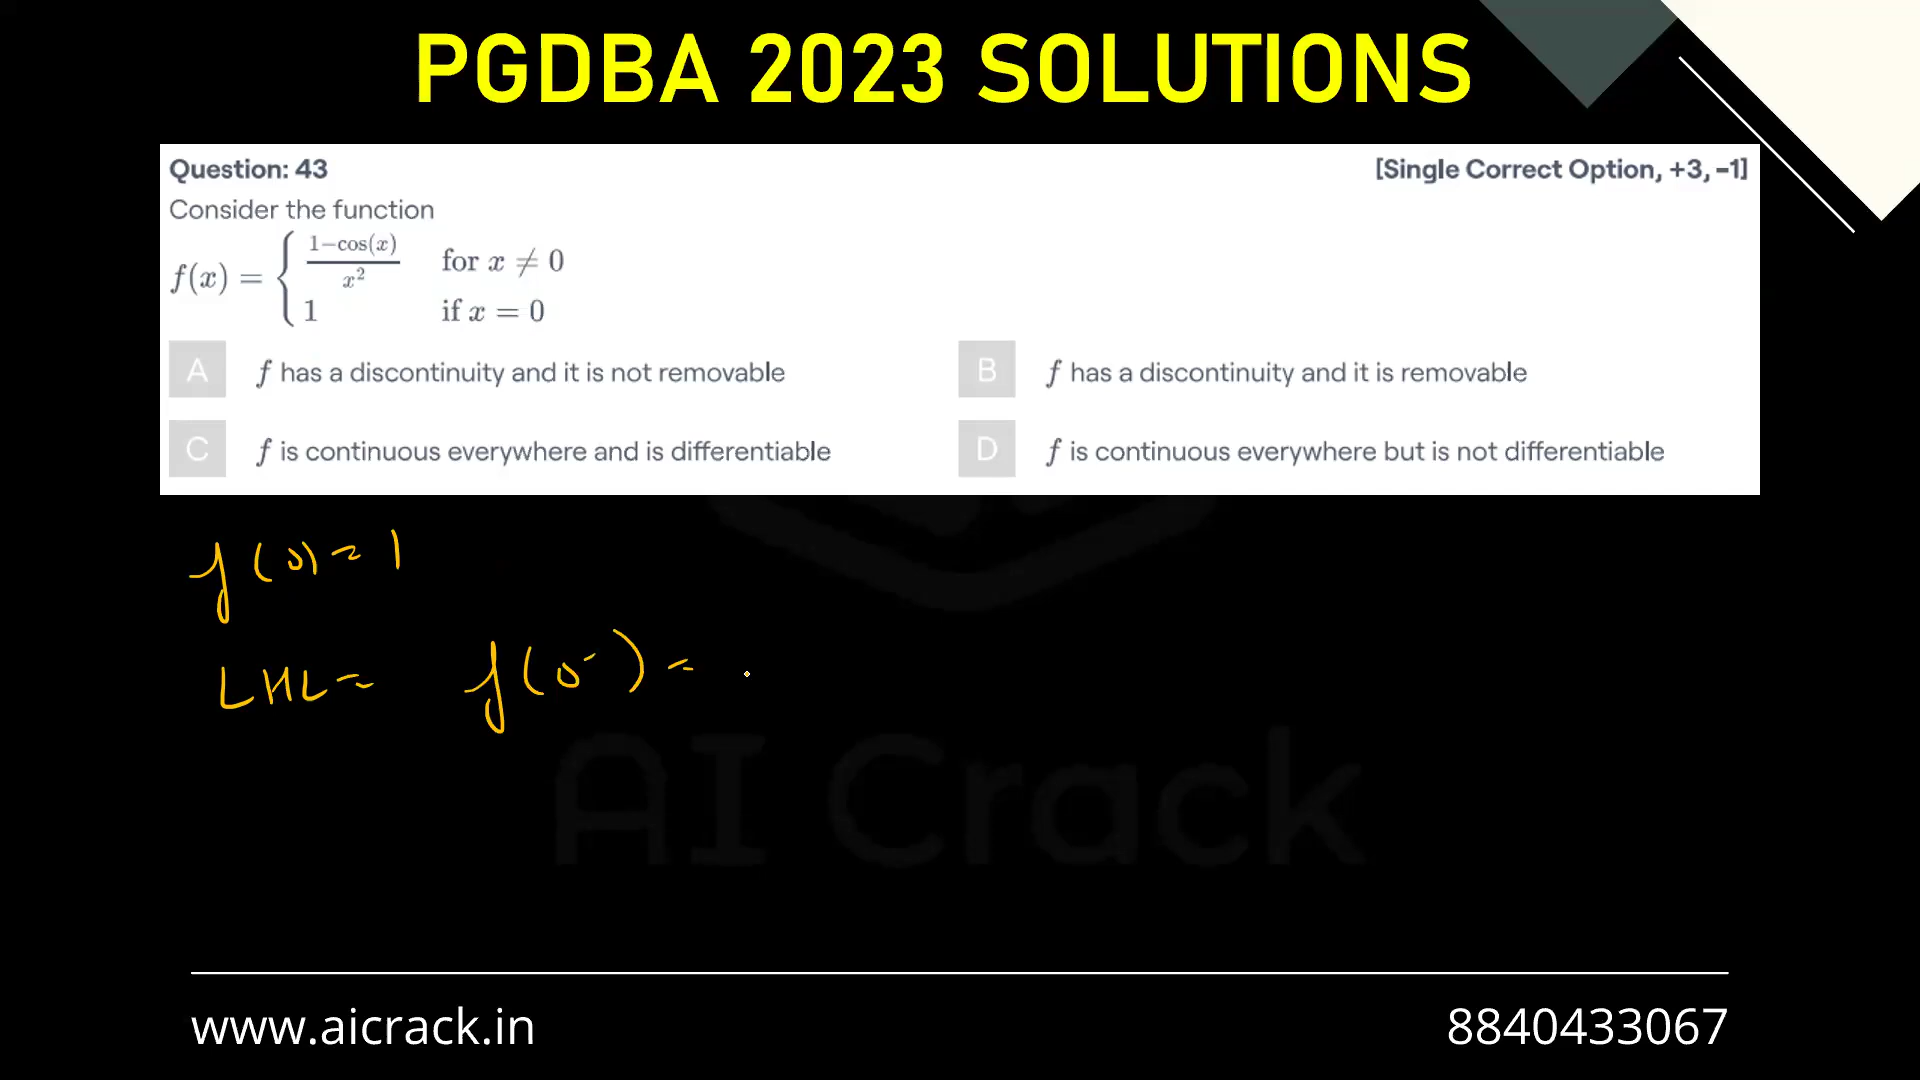 PGDBA 2023 SOLUTIONS
Question: 43 [Single Correct Option, +3, -1]
Consider the function
f(x) = { 1−cos(x) / x² for x ≠ 0
1 if x = 0
A f has a discontinuity and it is not removable
B f has a discontinuity and it is removable
C f is continuous everywhere and is differentiable
D f is continuous everywhere but is not differentiable
f(0) = 1
LHL = f(0⁻) =
AI Crack
www.aicrack.in 8840433067